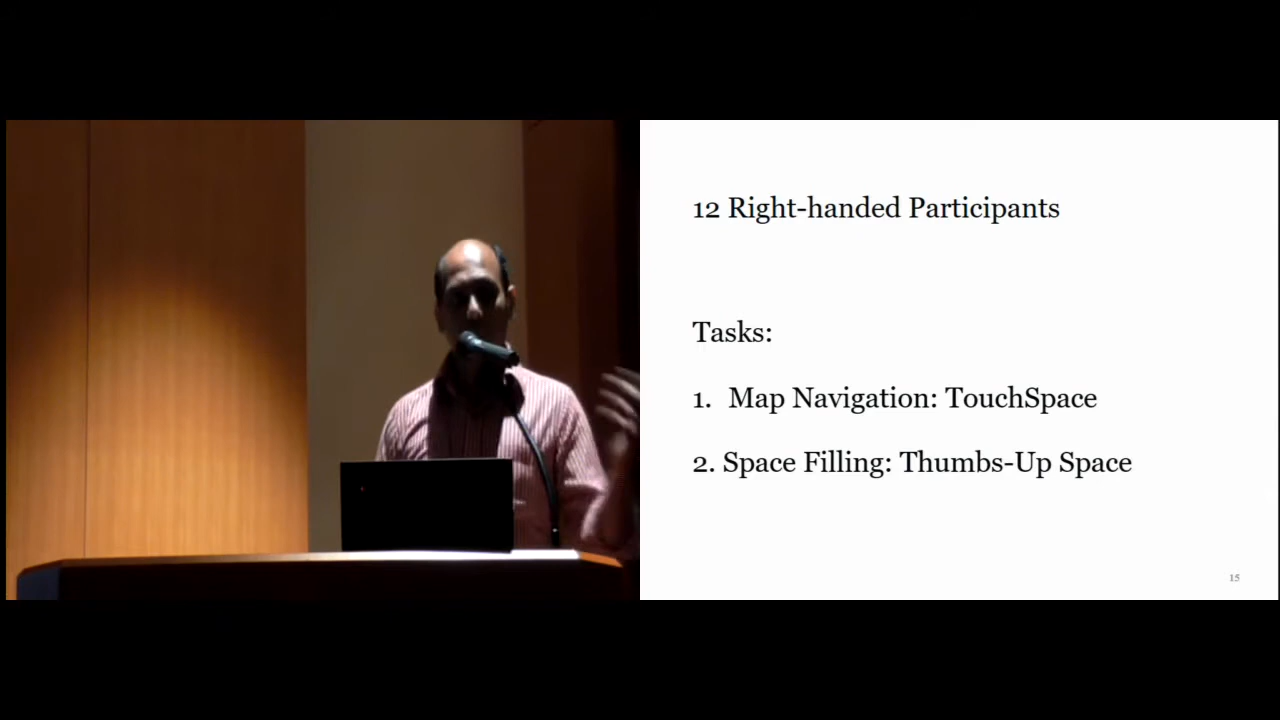 12 Right-handed Participants
Tasks:
1. Map Navigation: TouchSpace
2. Space Filling: Thumbs-Up Space
15